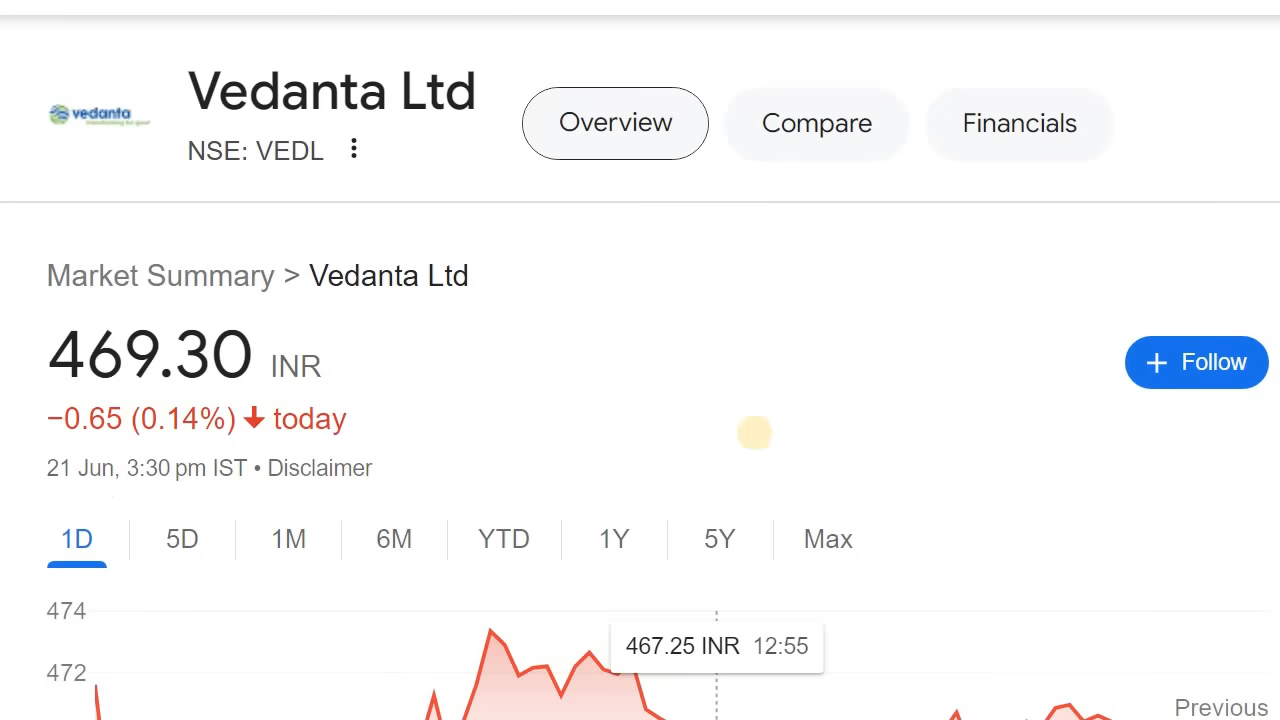 vedanta
Vedanta Ltd
NSE: VEDL
Overview
Compare
Financials
Market Summary > Vedanta Ltd
469.30 INR
+ Follow
−0.65 (0.14%) ↓ today
21 Jun, 3:30 pm IST • Disclaimer
1D 5D 1M 6M YTD 1Y 5Y Max
474
467.25 INR 12:55
472
Previous